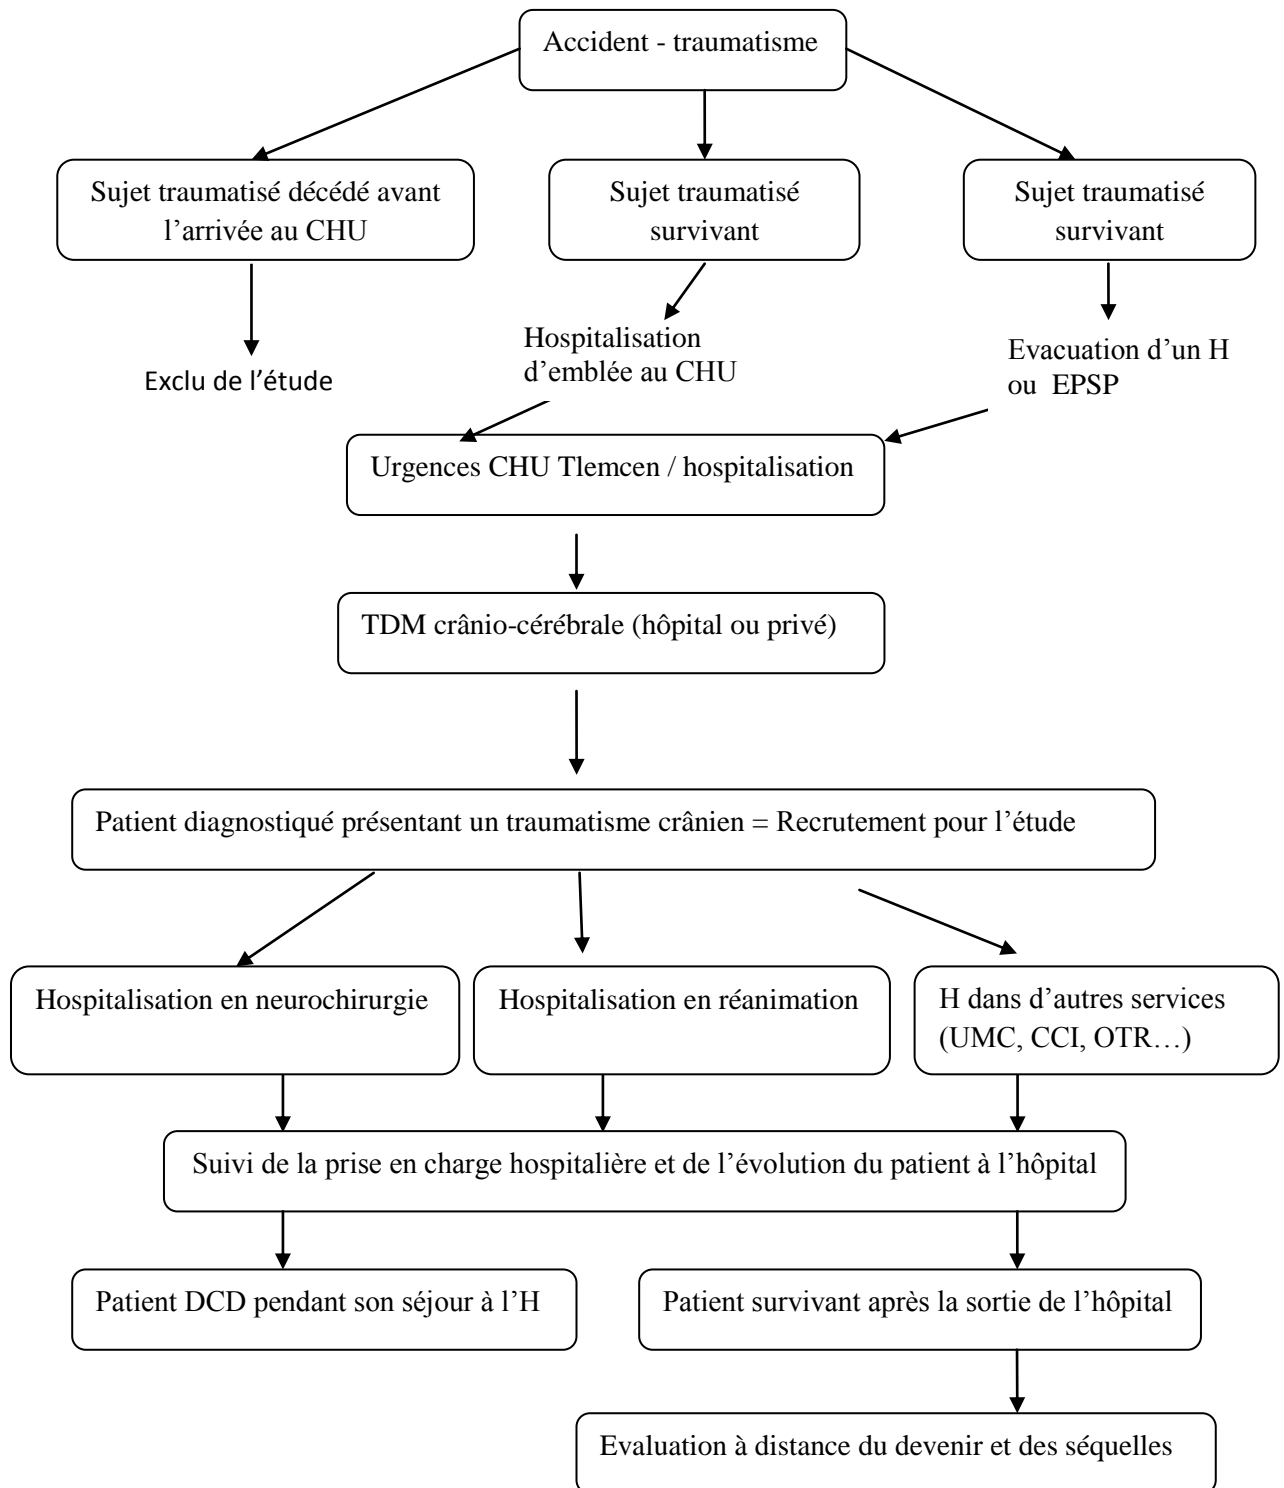 Accident - traumatisme
Sujet traumatisé décédé avant
l’arrivée au CHU
Sujet traumatisé
survivant
Sujet traumatisé
survivant
Exclu de l’étude
Hospitalisation
d’emblée au CHU
Evacuation d’un H
ou EPSP
Urgences CHU Tlemcen / hospitalisation
TDM crânio-cérébrale (hôpital ou privé)
Patient diagnostiqué présentant un traumatisme crânien = Recrutement pour l’étude
Hospitalisation en neurochirurgie
Hospitalisation en réanimation
H dans d’autres services
(UMC, CCI, OTR…)
Suivi de la prise en charge hospitalière et de l’évolution du patient à l’hôpital
Patient DCD pendant son séjour à l’H
Patient survivant après la sortie de l’hôpital
Evaluation à distance du devenir et des séquelles